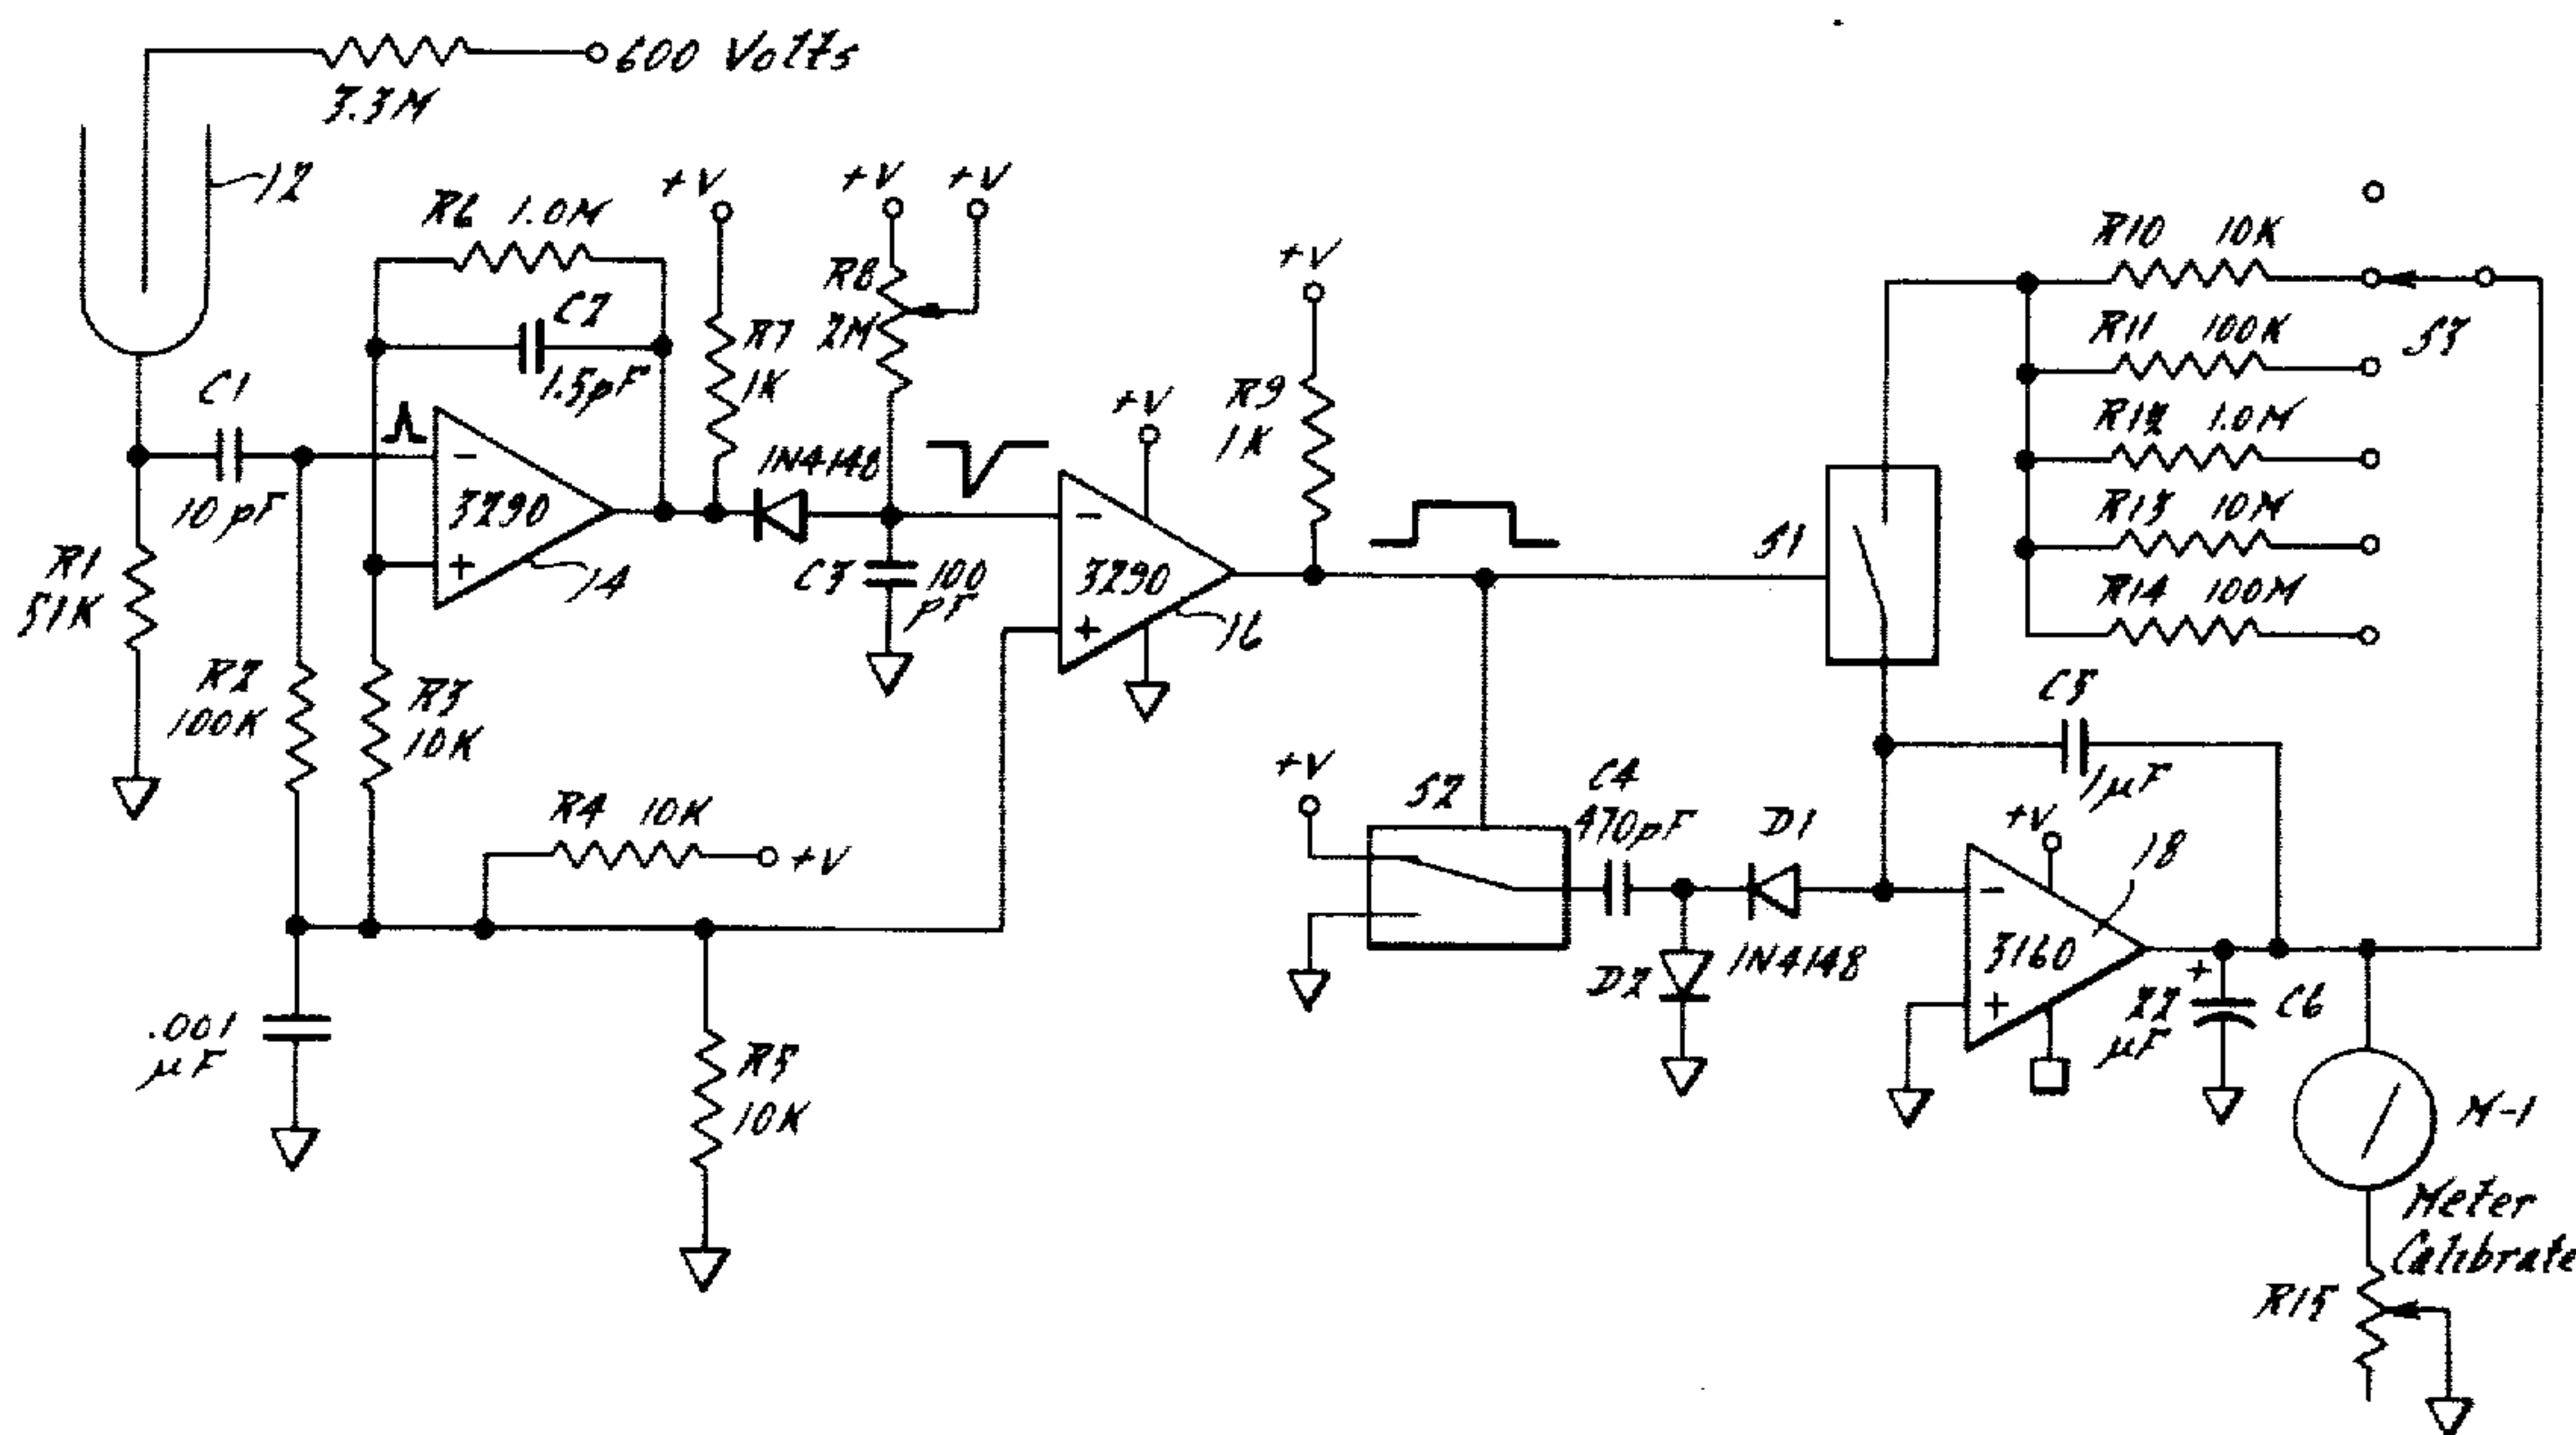 600 Volts
3.3M
12
R6 1.0M
C2
1.5pF
+V
R7
1K
+V
+V
R8
2M
C1
10pF
-
3290
+
14
1N4148
C3
100
pF
R1
51K
R2
100K
R3
10K
R4 10K
+V
.001
µF
R5
10K
+V
-
3290
+
16
+V
R9
1K
S1
R10 10K
R11 100K
R12 1.0M
R13 10M
R14 100M
S3
+V
S2
C4
470pF
D1
1N4148
D2
C5
1µF
+V
18
-
3160
+
+
22
µF
C6
M-1
Meter
Calibrate
R15